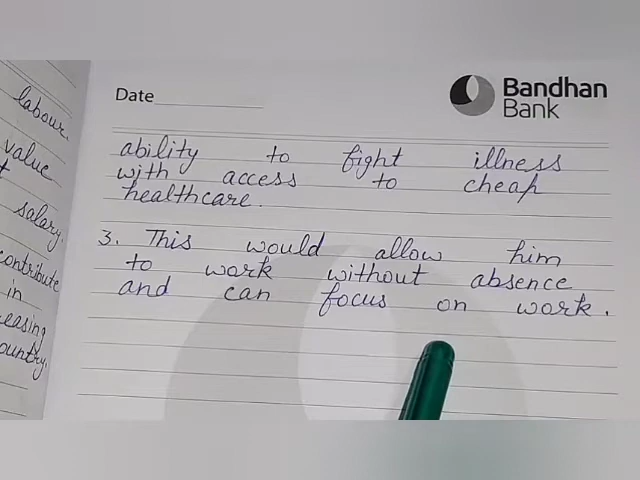 labour.
value
salary.
contribute
in
easing
ountry.
Date
Bandhan
Bank
ability to fight illness
with access to cheap
healthcare.
3. This would allow him
to work without absence
and can focus on work.